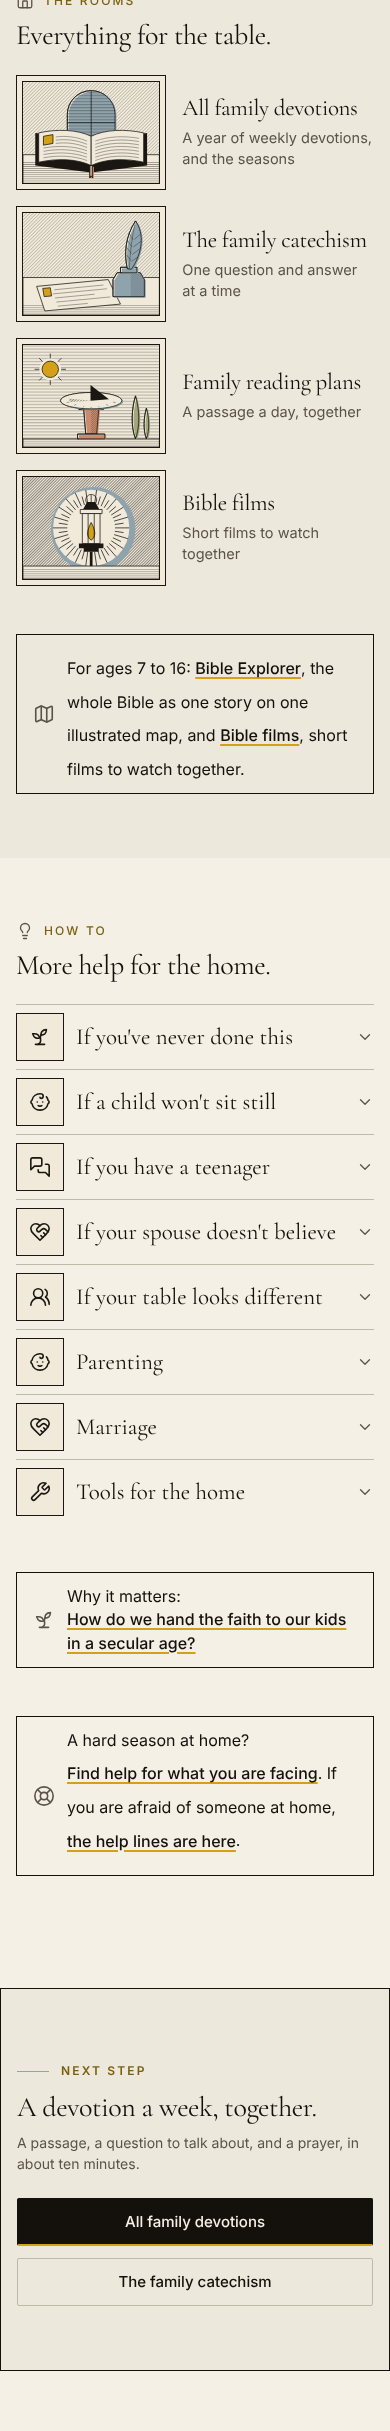 THE ROOMS
Everything for the table.
All family devotions
A year of weekly devotions,
and the seasons
The family catechism
One question and answer
at a time
Family reading plans
A passage a day, together
Bible films
Short films to watch
together
For ages 7 to 16: Bible Explorer, the
whole Bible as one story on one
illustrated map, and Bible films, short
films to watch together.
HOW TO
More help for the home.
If you've never done this
If a child won't sit still
If you have a teenager
If your spouse doesn't believe
If your table looks different
Parenting
Marriage
Tools for the home
Why it matters:
How do we hand the faith to our kids
in a secular age?
A hard season at home?
Find help for what you are facing. If
you are afraid of someone at home,
the help lines are here.
NEXT STEP
A devotion a week, together.
A passage, a question to talk about, and a prayer, in
about ten minutes.
All family devotions
The family catechism